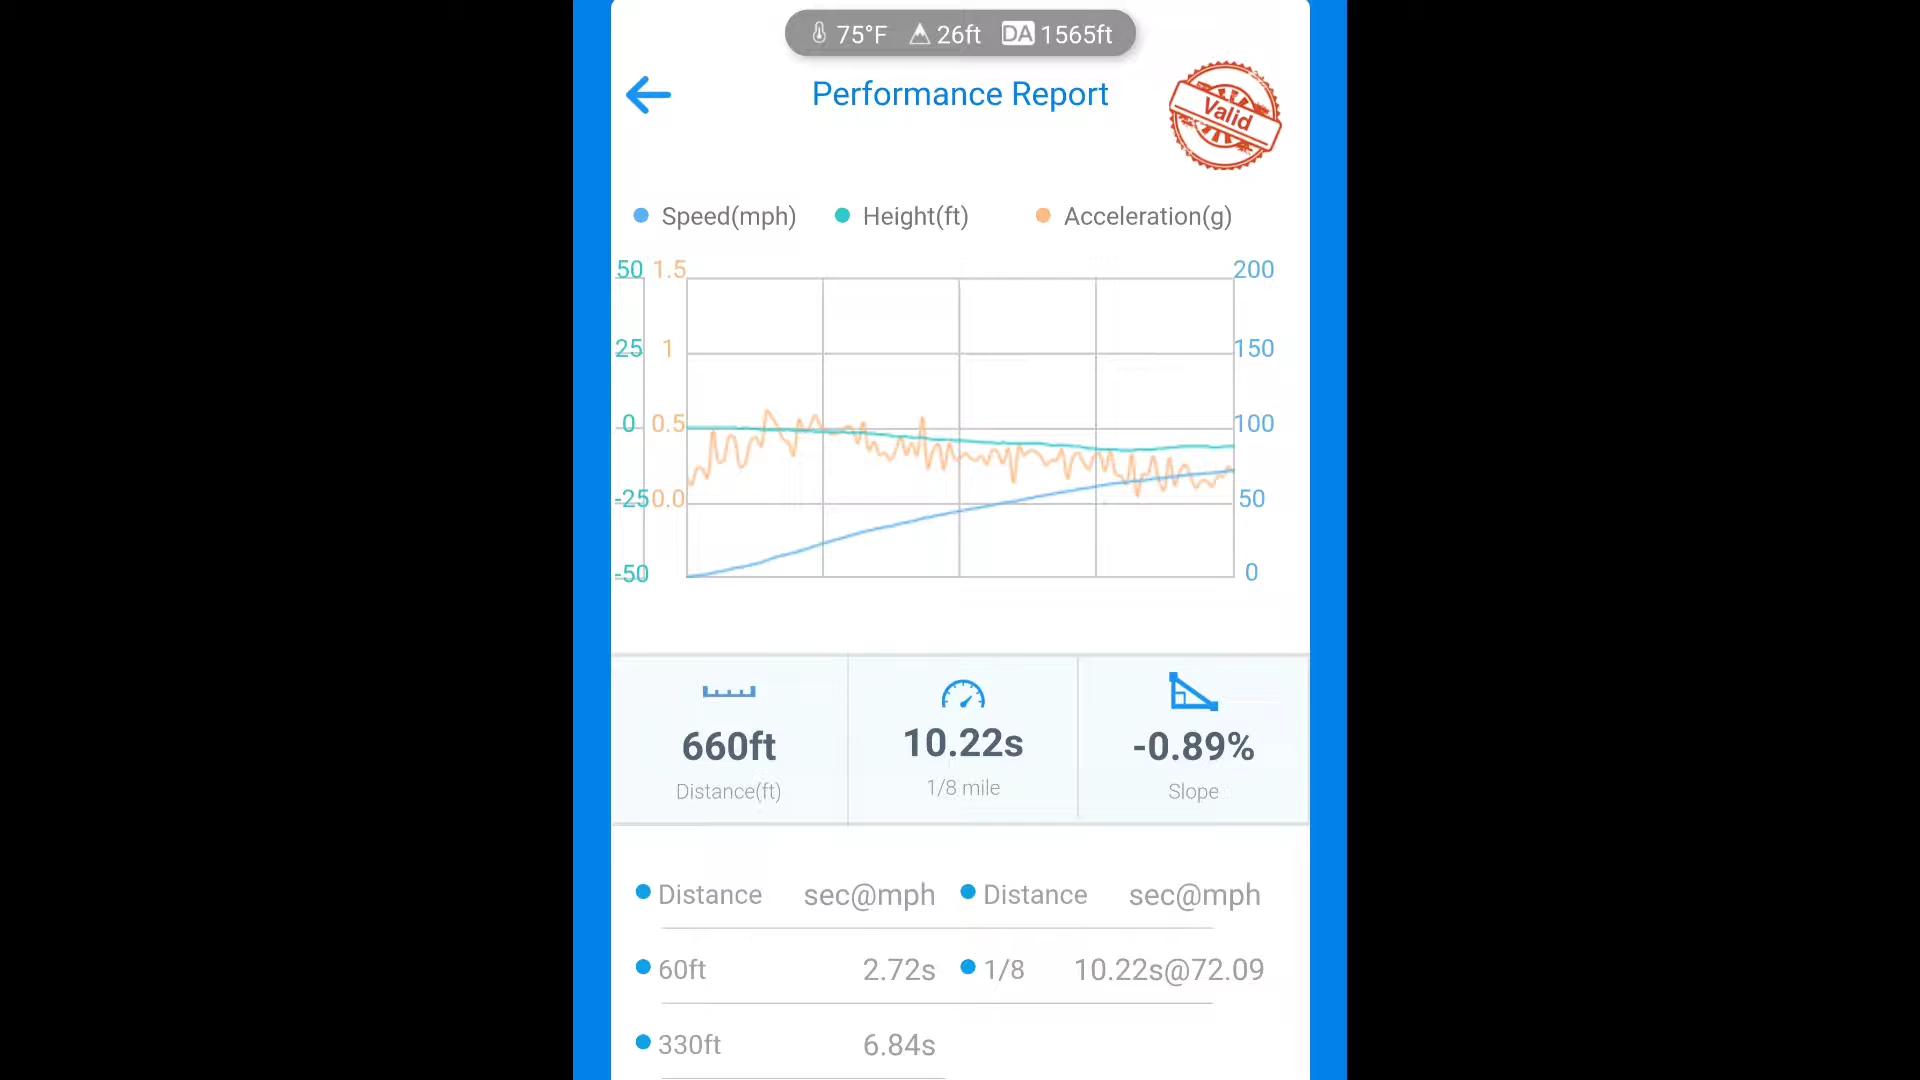 75°F 26ft DA 1565ft
Performance Report
Valid
Speed(mph) Height(ft) Acceleration(g)
50 1.5 200
25 1 150
0 0.5 100
-25 0.0 50
-50 0
660ft 10.22s -0.89%
Distance(ft) 1/8 mile Slope
Distance sec@mph Distance sec@mph
60ft 2.72s 1/8 10.22s@72.09
330ft 6.84s